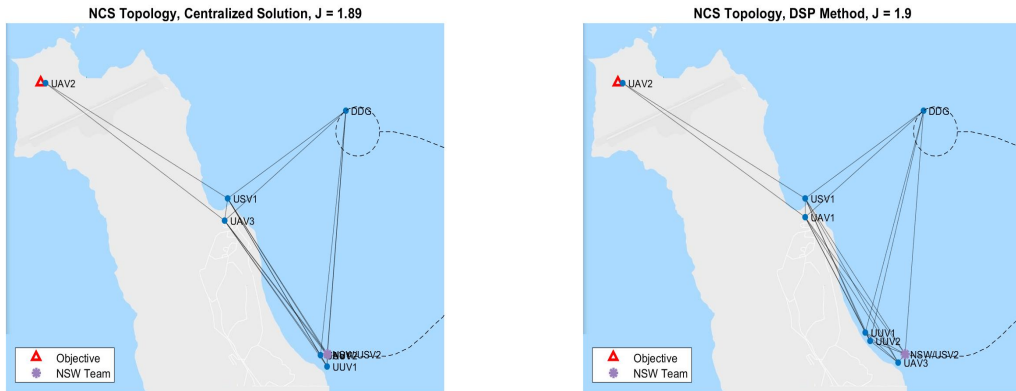 NCS Topology, Centralized Solution, J = 1.89
UAV2
DDG
USV1
UAV3
NSW/USV2
UUV1
Objective
NSW Team
NCS Topology, DSP Method, J = 1.9
UAV2
DDG
USV1
UAV1
UUV1
UUV2
NSW/USV2
UAV3
Objective
NSW Team